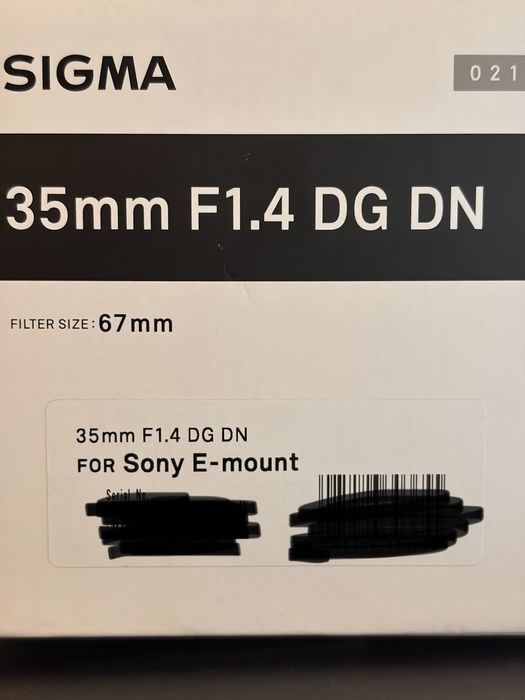 SIGMA
021
35mm F1.4 DG DN
FILTER SIZE: 67mm
35mm F1.4 DG DN
FOR Sony E-mount
Serial No.